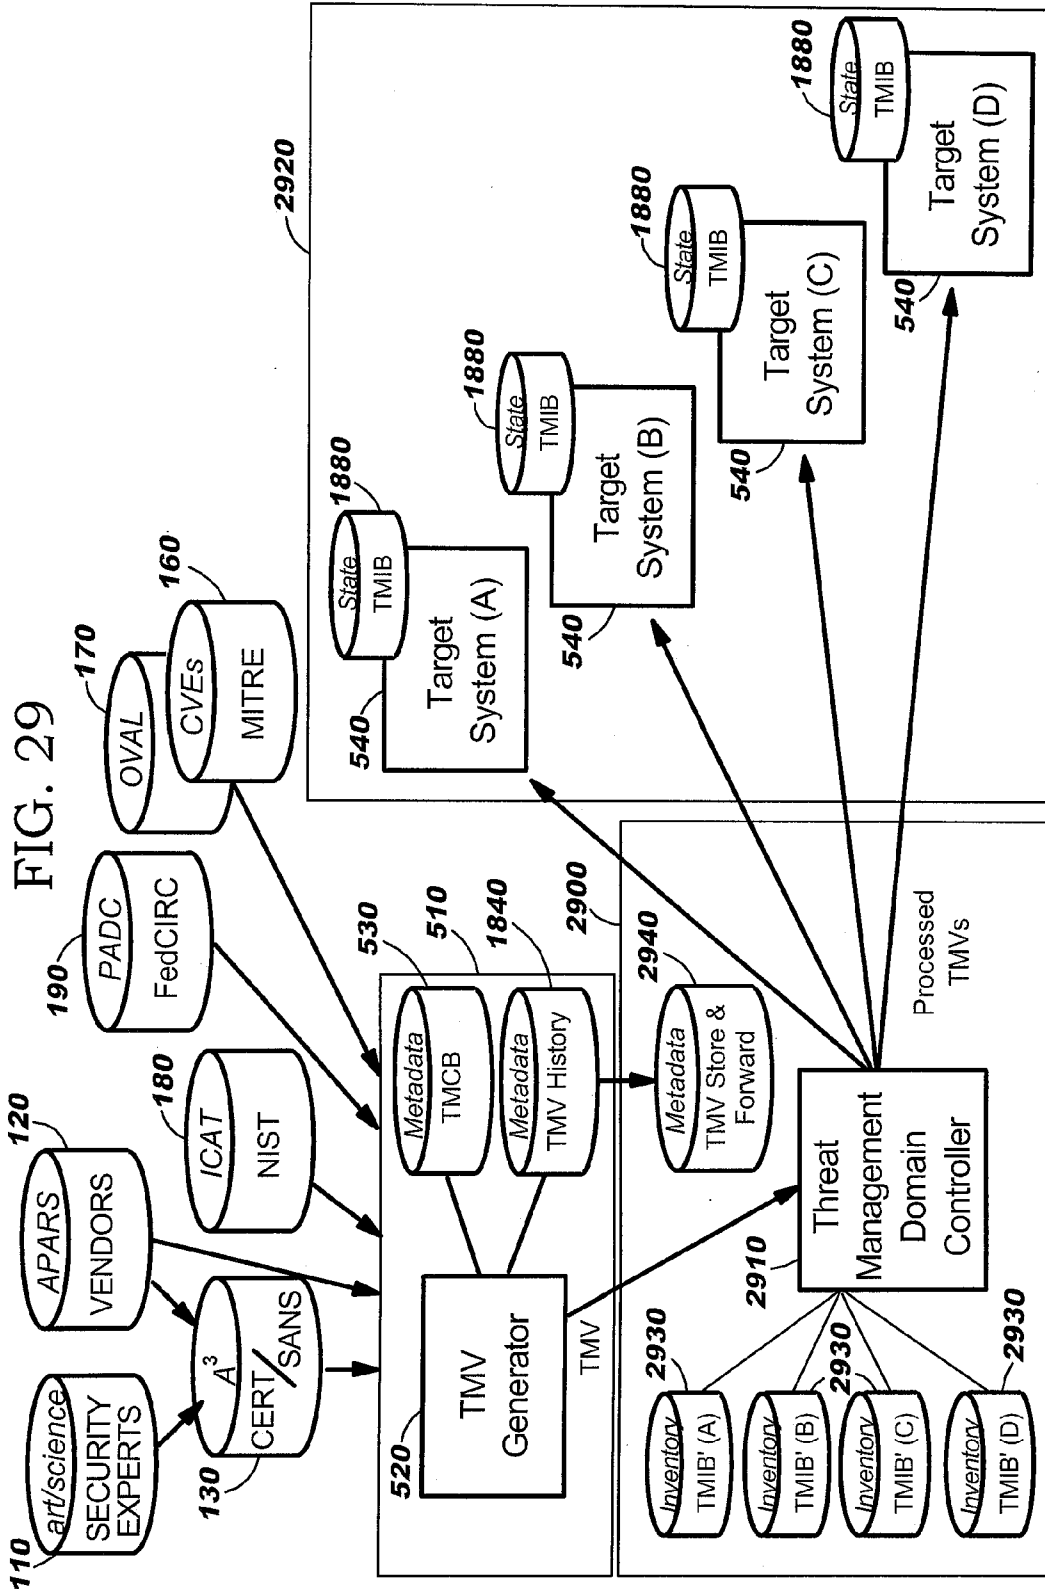 FIG. 29
110
art/science
SECURITY
EXPERTS
120
APARS
VENDORS
130
A³
CERT/SANS
180
ICAT
NIST
190
PADC
FedCIRC
170
OVAL
160
CVEs
MITRE
520
TMV
Generator
530
Metadata
TMCB
510
1840
Metadata
TMV History
TMV
2900
2940
Metadata
TMV Store &
Forward
2910
Threat
Management
Domain
Controller
2930
Inventory
TMIB' (A)
2930
Inventory
TMIB' (B)
Inventory
TMIB' (C)
2930
Inventory
TMIB' (D)
Processed
TMVs
2920
1880
State
TMIB
540
Target
System (A)
1880
State
TMIB
540
Target
System (B)
1880
State
TMIB
540
Target
System (C)
1880
State
TMIB
540
Target
System (D)